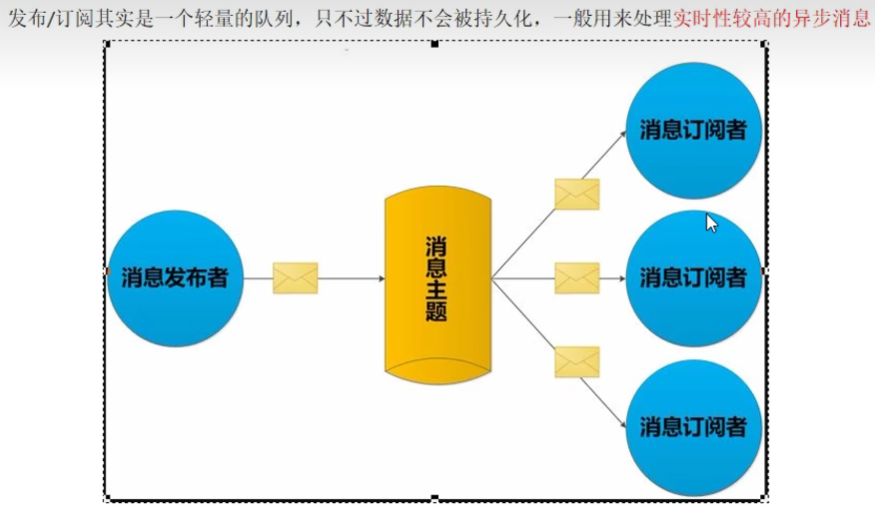 发布/订阅其实是一个轻量的队列，只不过数据不会被持久化，一般用来处理实时性较高的异步消息
消息订阅者
消息发布者
消息主题
消息订阅者
消息订阅者